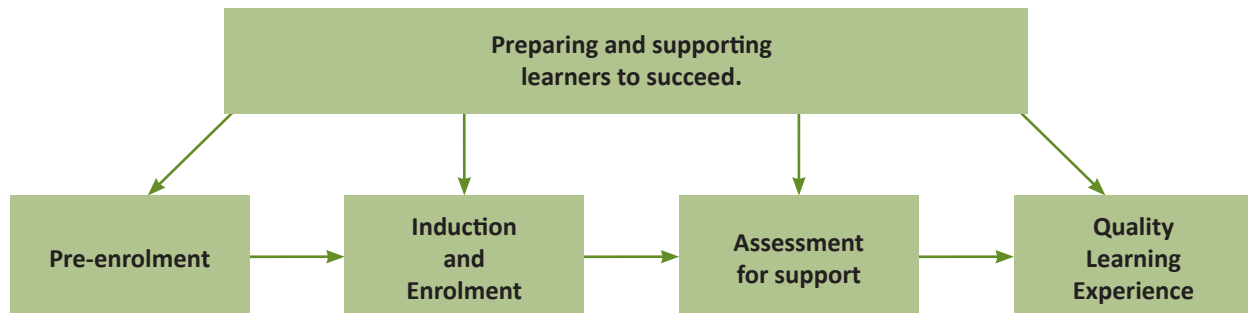 Preparing and supporting
learners to succeed.
Pre-enrolment
Induction
and
Enrolment
Assessment
for support
Quality
Learning
Experience